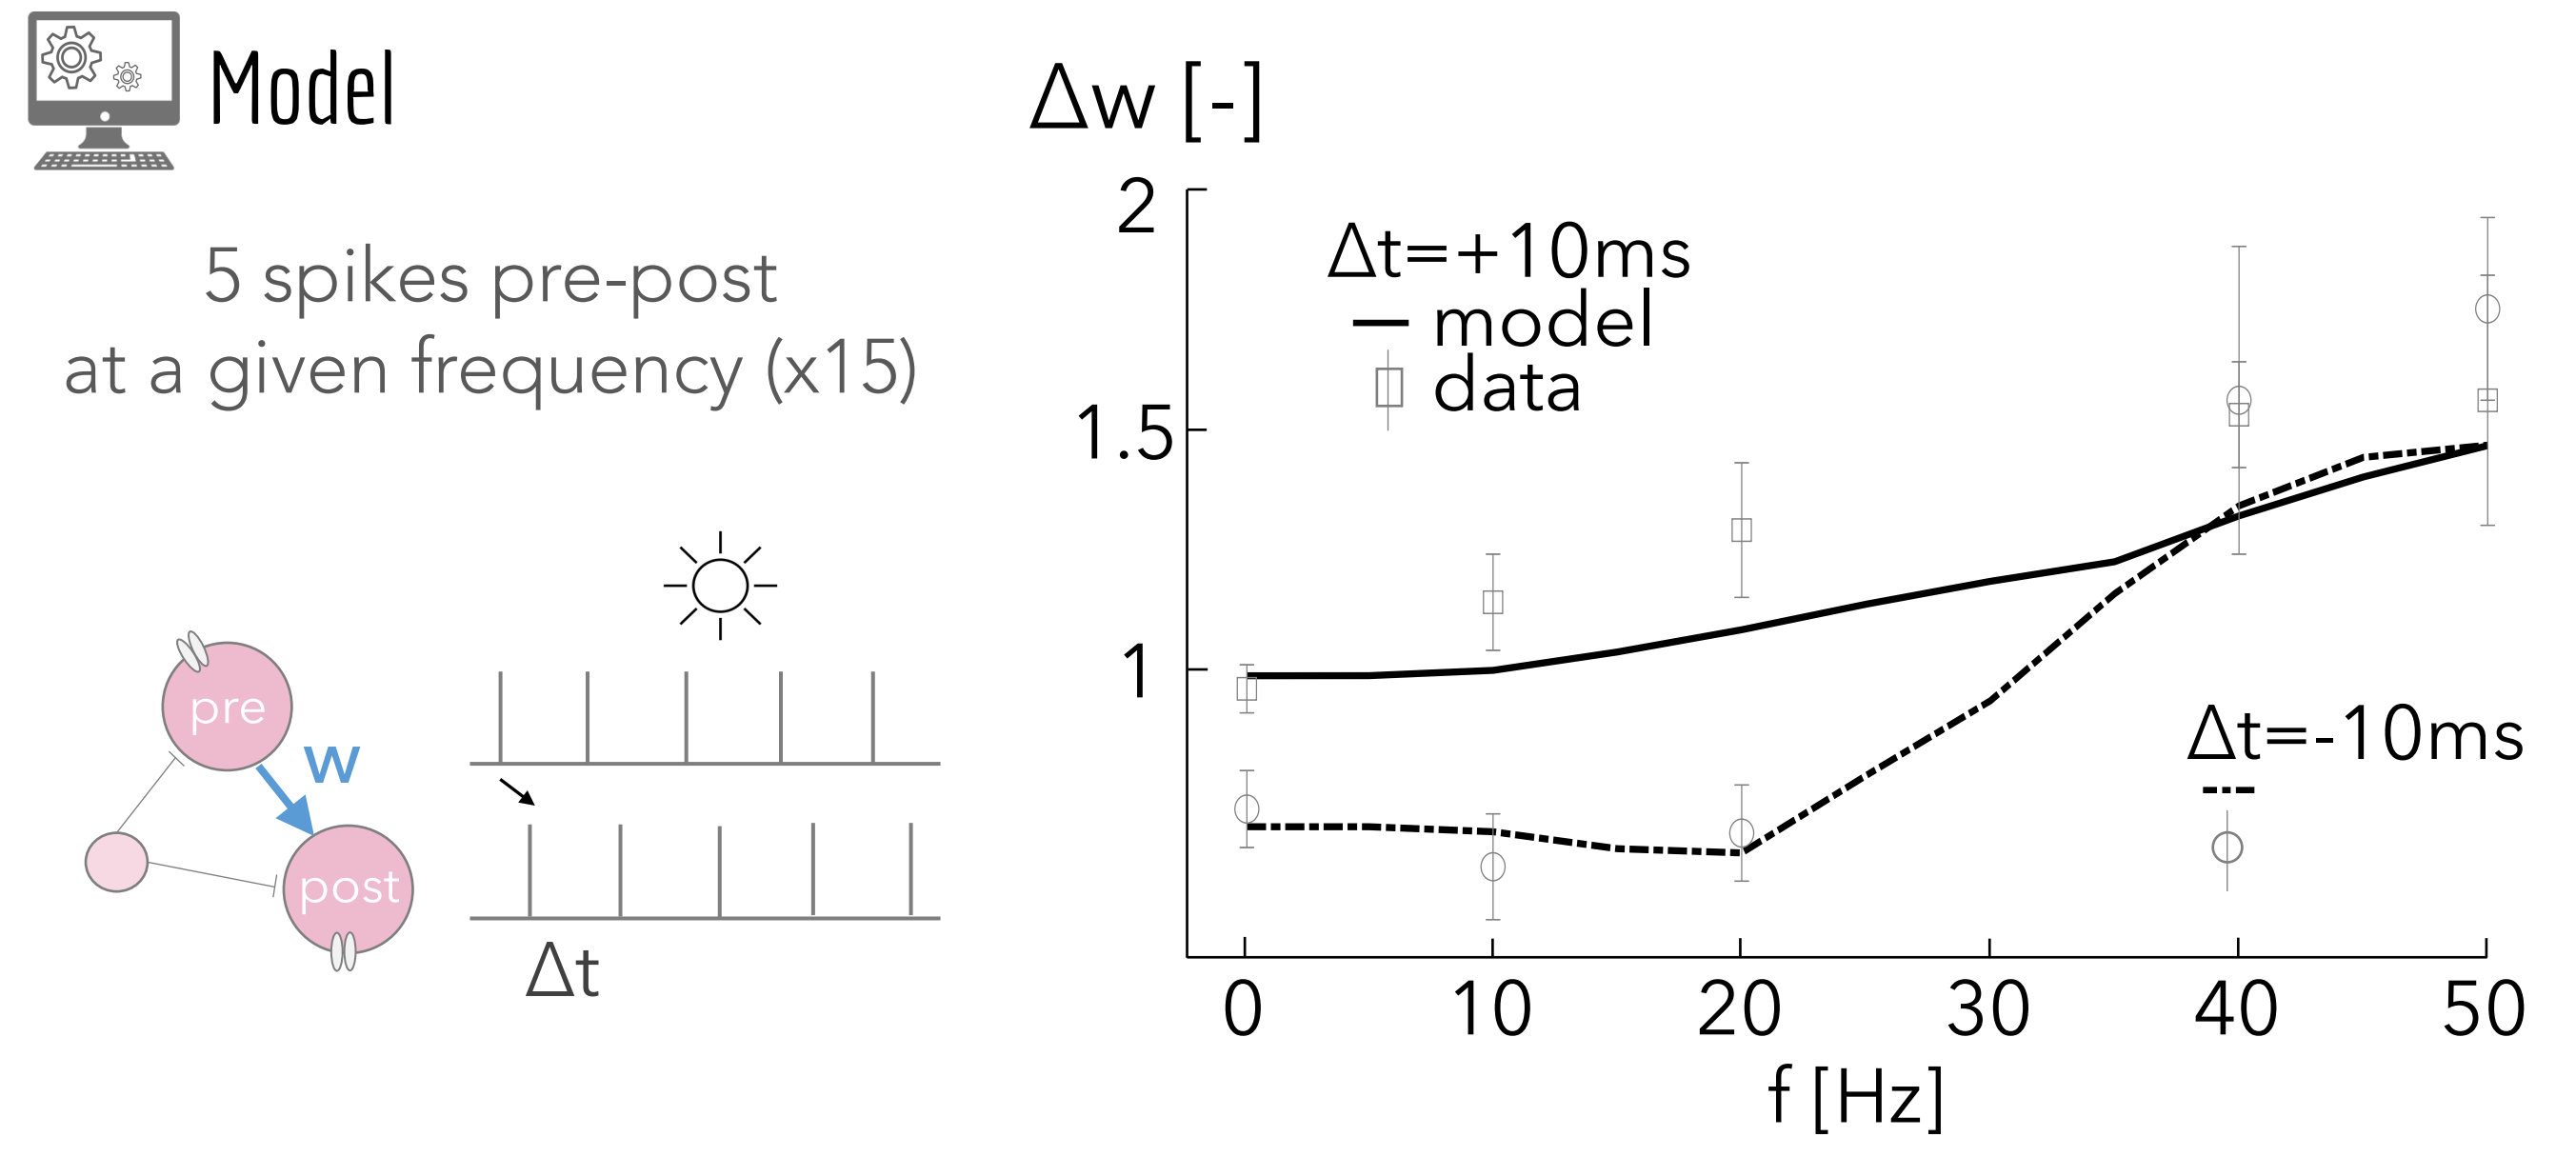 Model
5 spikes pre-post
at a given frequency (x15)
pre
w
post
Δt
Δw [-]
2
1.5
1
Δt=+10ms
model
data
Δt=-10ms
0 10 20 30 40 50
f [Hz]